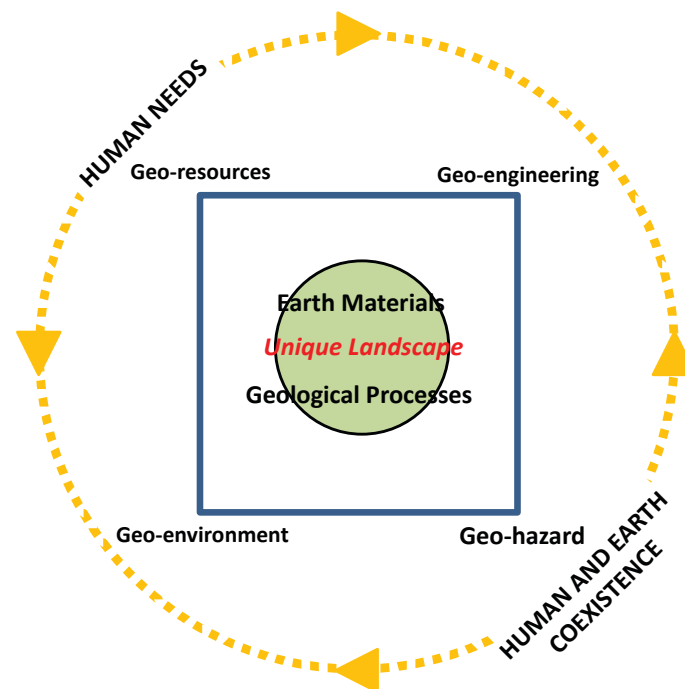 HUMAN NEEDS
Geo-resources
Geo-engineering
Earth Materials
Unique Landscape
Geological Processes
Geo-environment
Geo-hazard
HUMAN AND EARTH
COEXISTENCE